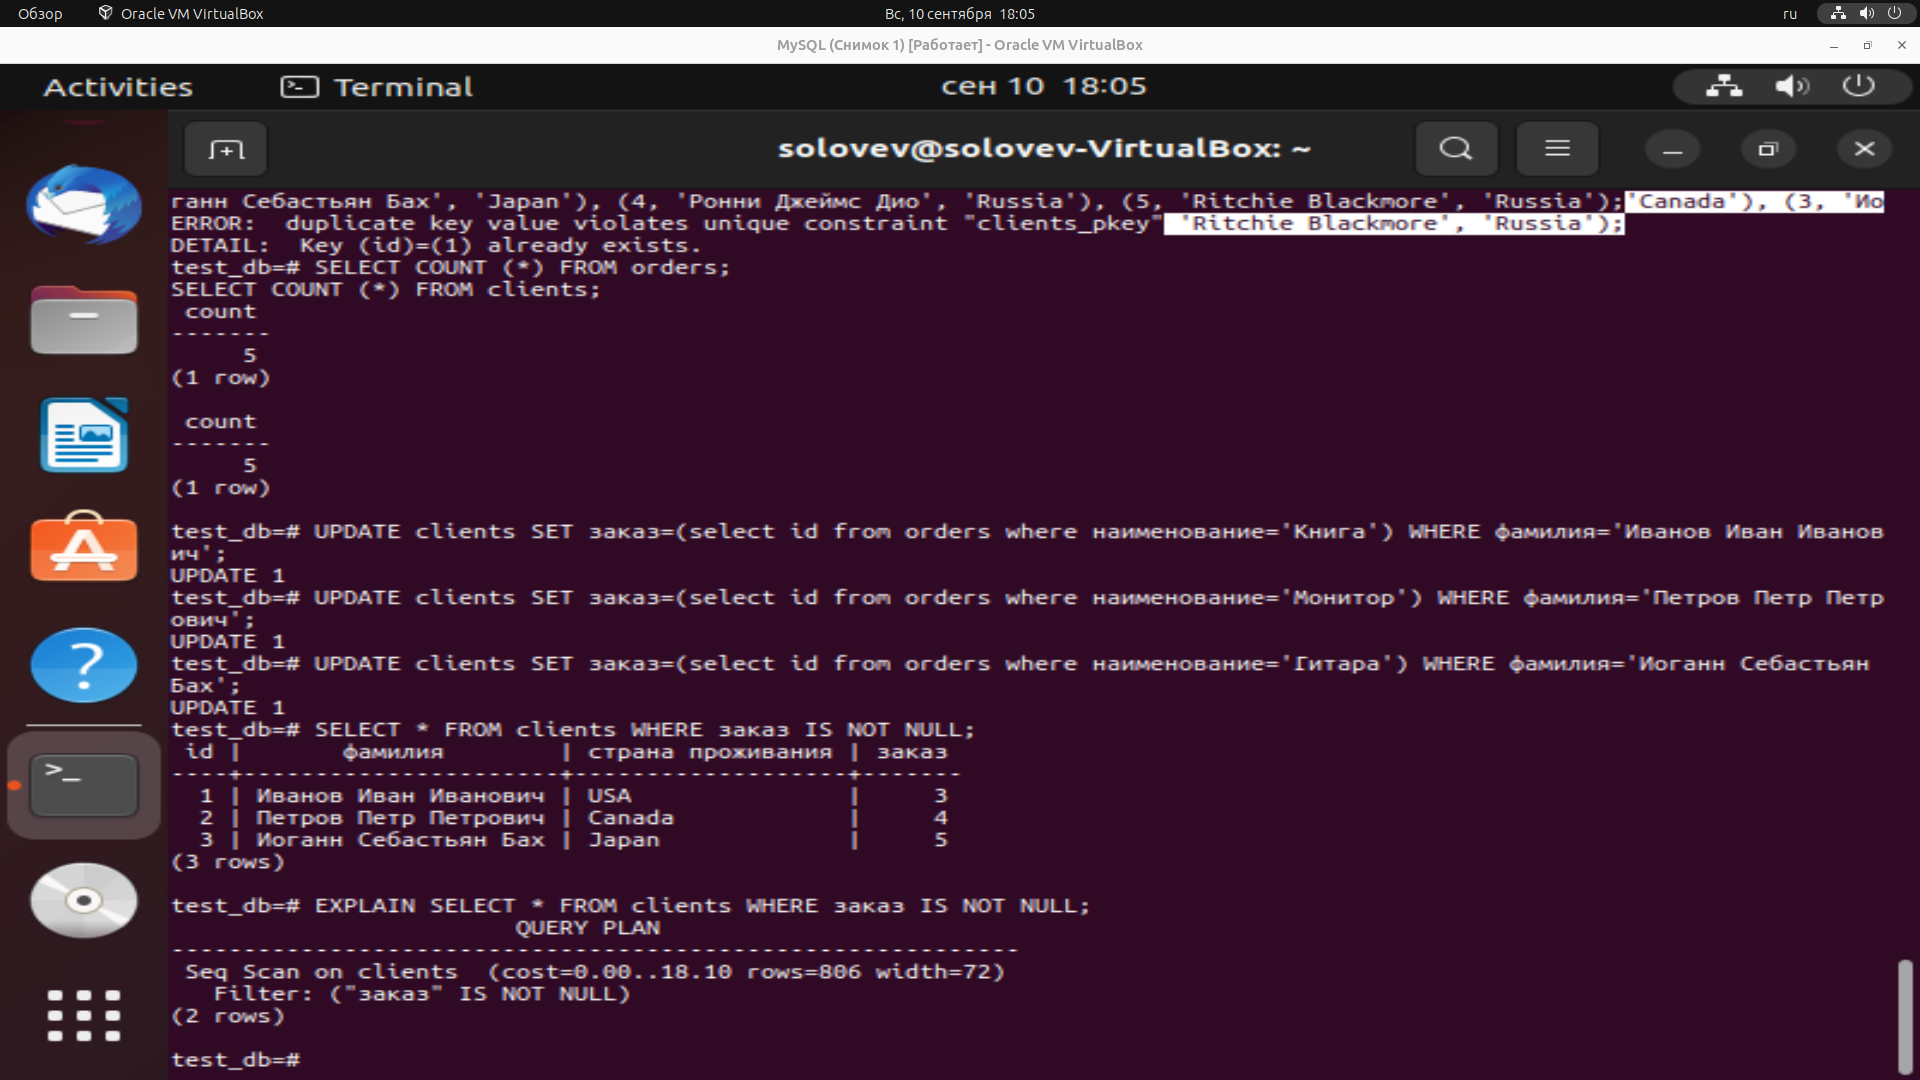 Обзор Oracle VM VirtualBox Вс, 10 сентября 18:05 ru
MySQL (Снимок 1) [Работает] - Oracle VM VirtualBox
Activities Terminal сен 10 18:05
solovev@solovev-VirtualBox: ~
ганн Себастьян Бах', 'Japan'), (4, 'Ронни Джеймс Дио', 'Russia'), (5, 'Ritchie Blackmore', 'Russia');'Canada'), (3, 'Ио
ERROR:  duplicate key value violates unique constraint "clients_pkey" 'Ritchie Blackmore', 'Russia');
DETAIL:  Key (id)=(1) already exists.
test_db=# SELECT COUNT (*) FROM orders;
SELECT COUNT (*) FROM clients;
 count
-------
     5
(1 row)
 count
-------
     5
(1 row)
test_db=# UPDATE clients SET заказ=(select id from orders where наименование='Книга') WHERE фамилия='Иванов Иван Иванов
ич';
UPDATE 1
test_db=# UPDATE clients SET заказ=(select id from orders where наименование='Монитор') WHERE фамилия='Петров Петр Петр
ович';
UPDATE 1
test_db=# UPDATE clients SET заказ=(select id from orders where наименование='Гитара') WHERE фамилия='Иоганн Себастьян
Бах';
UPDATE 1
test_db=# SELECT * FROM clients WHERE заказ IS NOT NULL;
 id |       фамилия        | страна проживания | заказ
----+----------------------+-------------------+-------
  1 | Иванов Иван Иванович | USA               |     3
  2 | Петров Петр Петрович | Canada            |     4
  3 | Иоганн Себастьян Бах | Japan             |     5
(3 rows)
test_db=# EXPLAIN SELECT * FROM clients WHERE заказ IS NOT NULL;
                        QUERY PLAN
-----------------------------------------------------------
 Seq Scan on clients  (cost=0.00..18.10 rows=806 width=72)
   Filter: ("заказ" IS NOT NULL)
(2 rows)
test_db=#